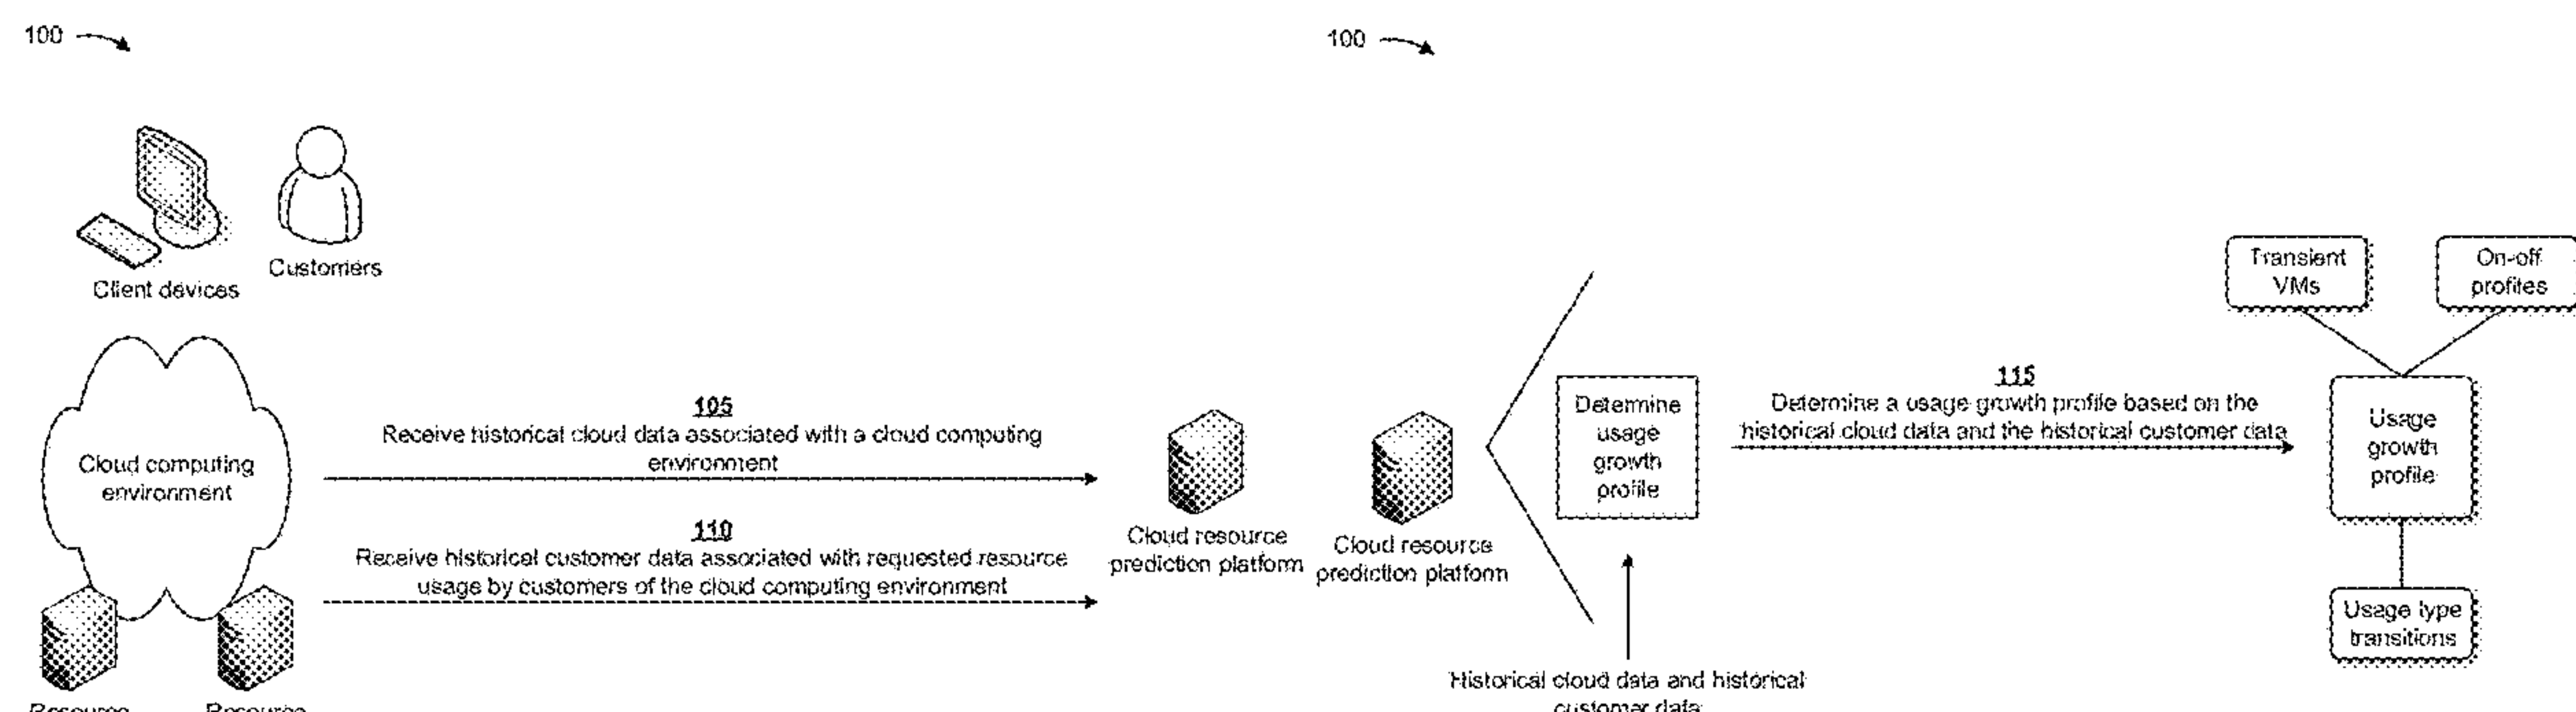 100
Customers
Client devices
Cloud computing
environment
105
Receive historical cloud data associated with a cloud computing
environment
110
Receive historical customer data associated with requested resource
usage by customers of the cloud computing environment
Cloud resource
prediction platform
Resource
Resource
100
Cloud resource
prediction platform
Determine
usage
growth
profile
Historical cloud data and historical
customer data
115
Determine a usage growth profile based on the
historical cloud data and the historical customer data
Transient
VMs
On-off
profiles
Usage
growth
profile
Usage type
transitions